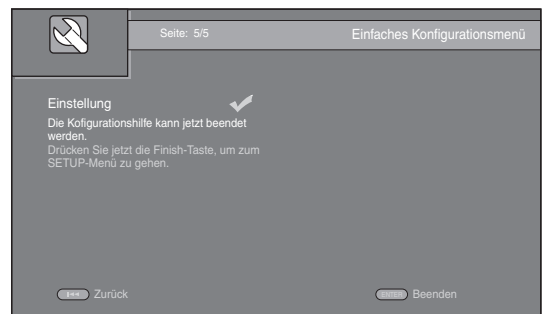 Seite: 5/5
Einfaches Konfigurationsmenü
Einstellung
Die Kofigurationshilfe kann jetzt beendet
werden.
Drücken Sie jetzt die Finish-Taste, um zum
SETUP-Menü zu gehen.
Zurück
ENTER Beenden